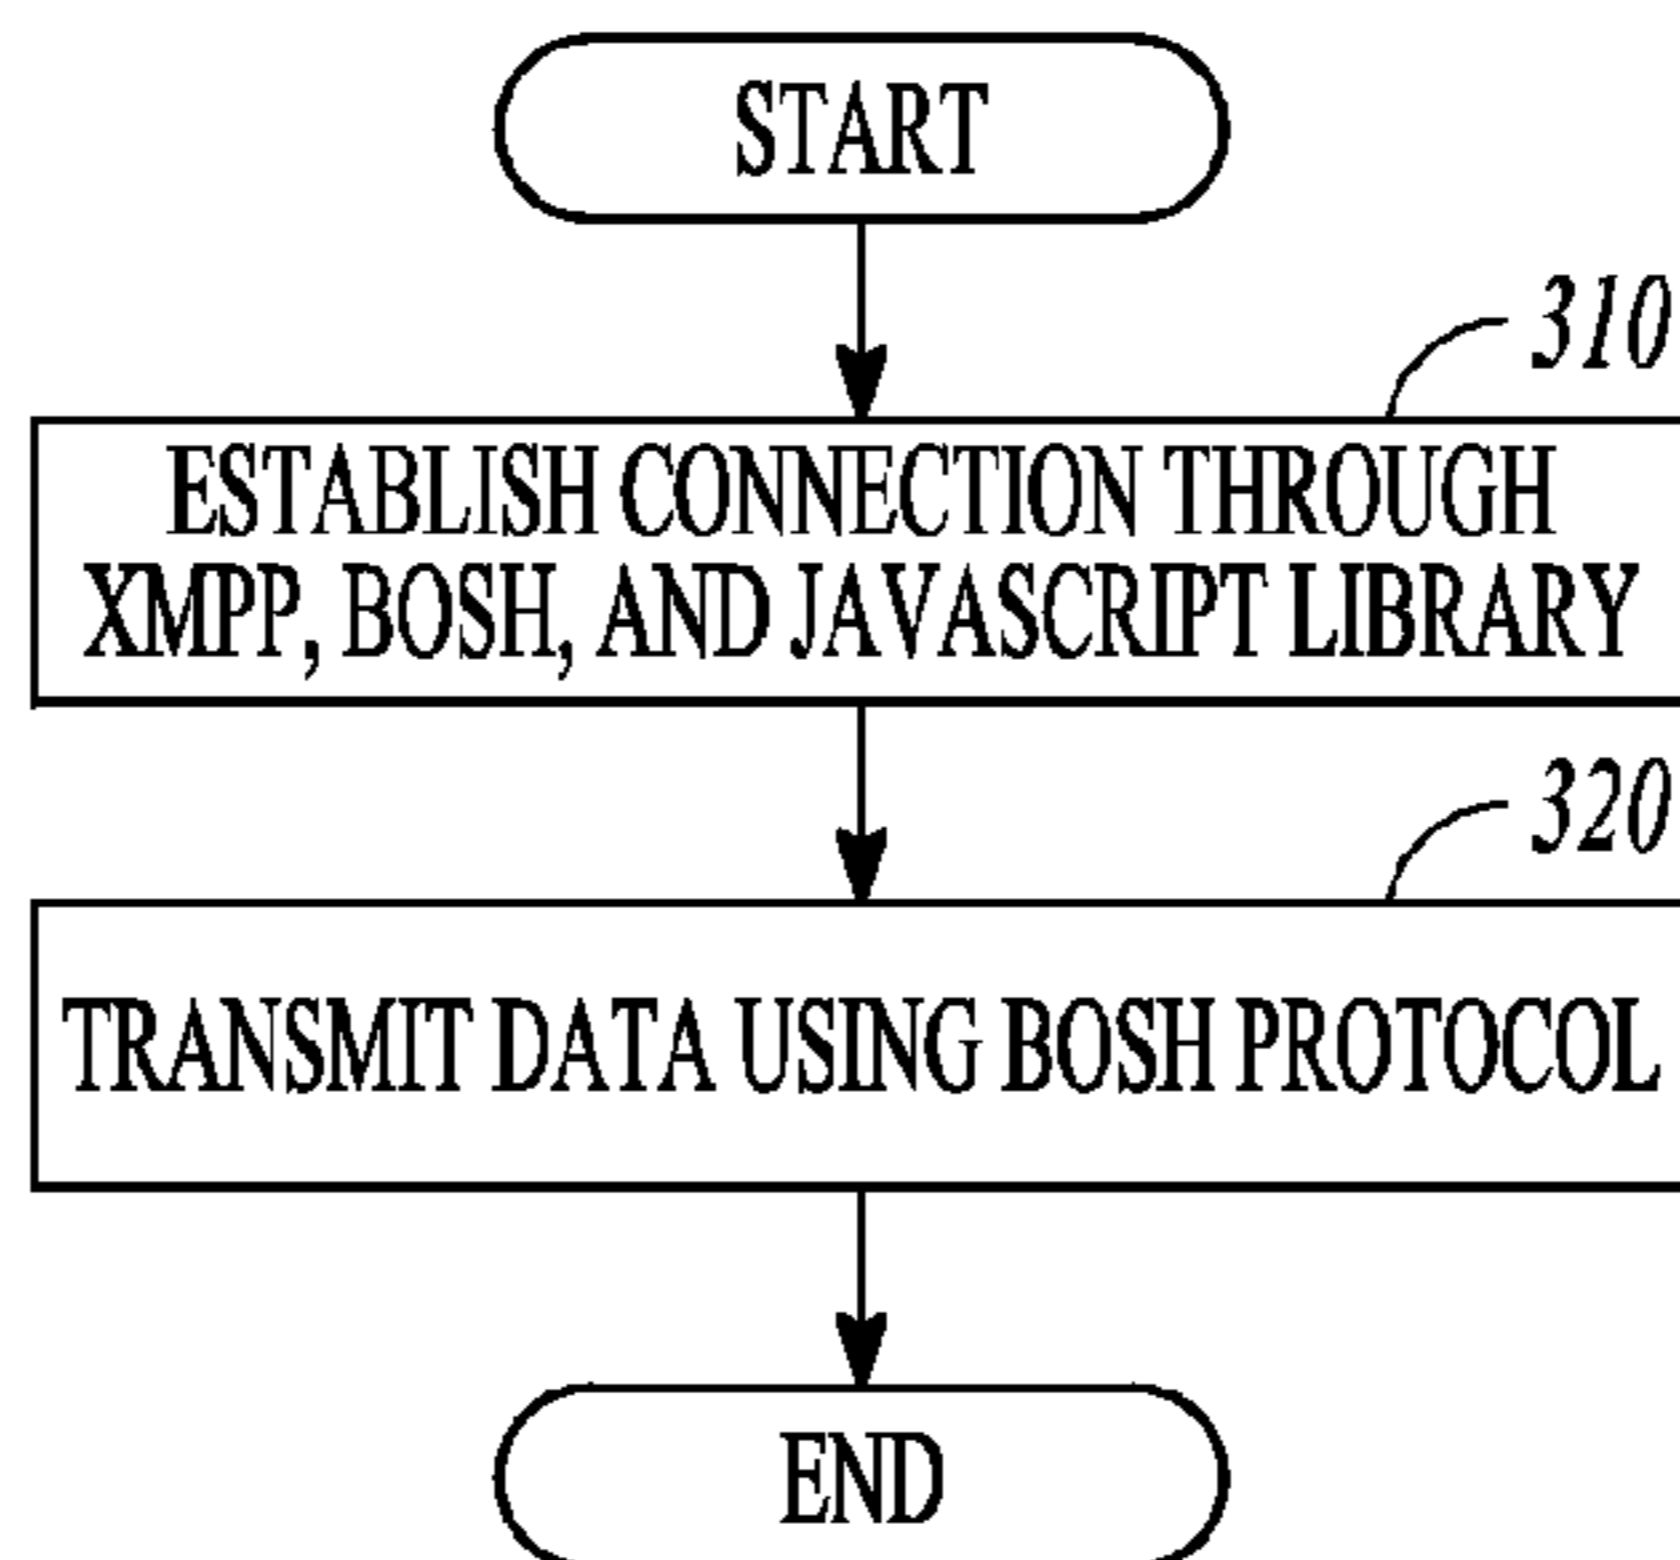 START
310
ESTABLISH CONNECTION THROUGH
XMPP, BOSH, AND JAVASCRIPT LIBRARY
320
TRANSMIT DATA USING BOSH PROTOCOL
END